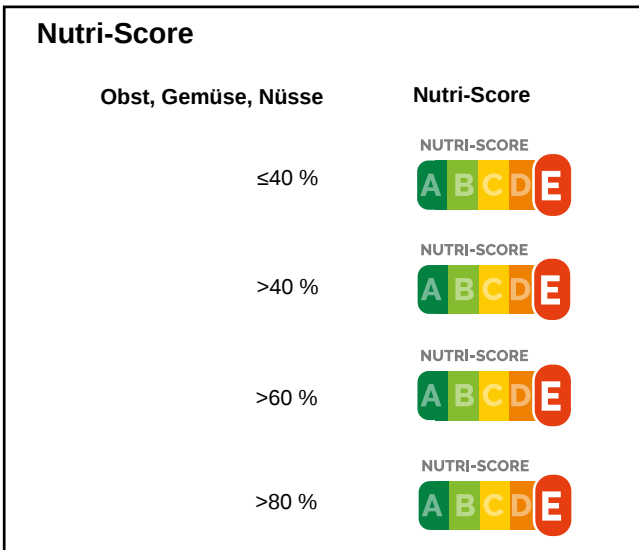 Nutri-Score
Obst, Gemüse, Nüsse Nutri-Score
NUTRI-SCORE
≤40 % A B C D E
NUTRI-SCORE
>40 % A B C D E
NUTRI-SCORE
>60 % A B C D E
NUTRI-SCORE
>80 % A B C D E